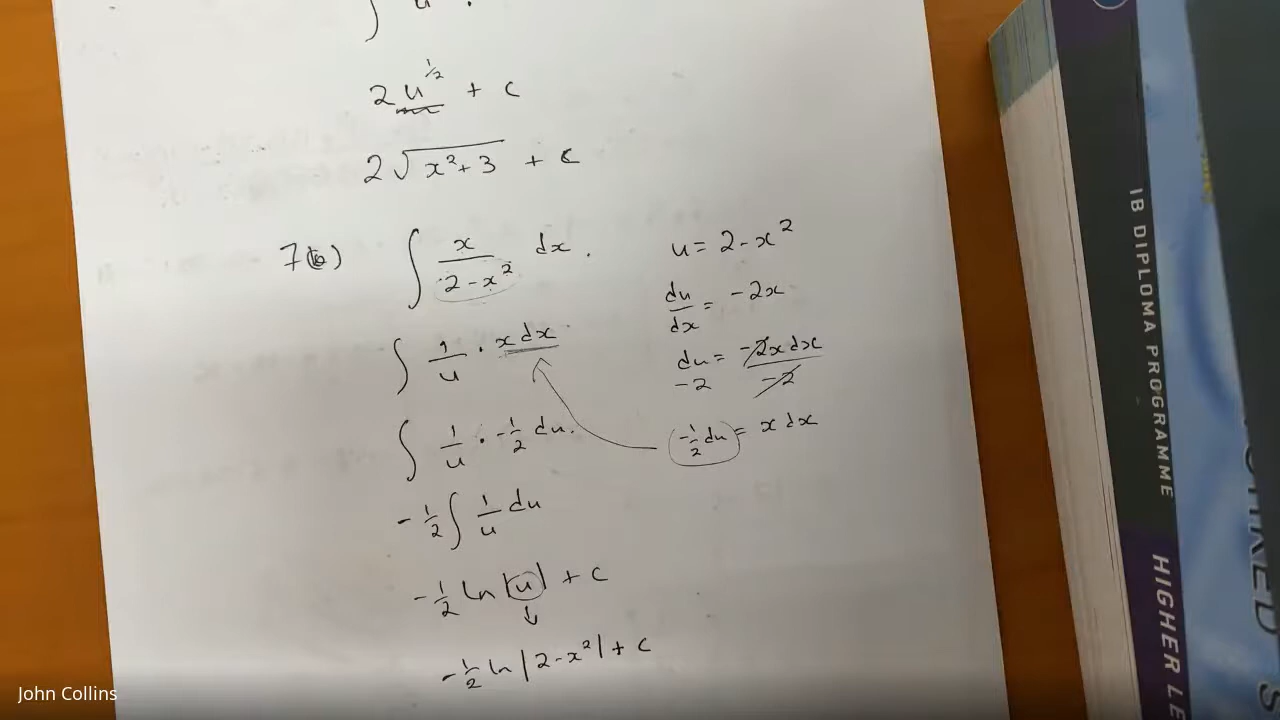 ∫ u
2u^½ + c
2√(x²+3) + c
7(b) ∫ x/(2-x²) dx. u = 2-x²
du/dx = -2x
∫ 1/u · x dx
du/-2 = -2x dx/-2
∫ 1/u · -½ du. -½ du = x dx
-½ ∫ 1/u du
-½ ln|u| + c
-½ ln|2-x²| + c
John Collins
IB DIPLOMA PROGRAMME
HIGHER LE